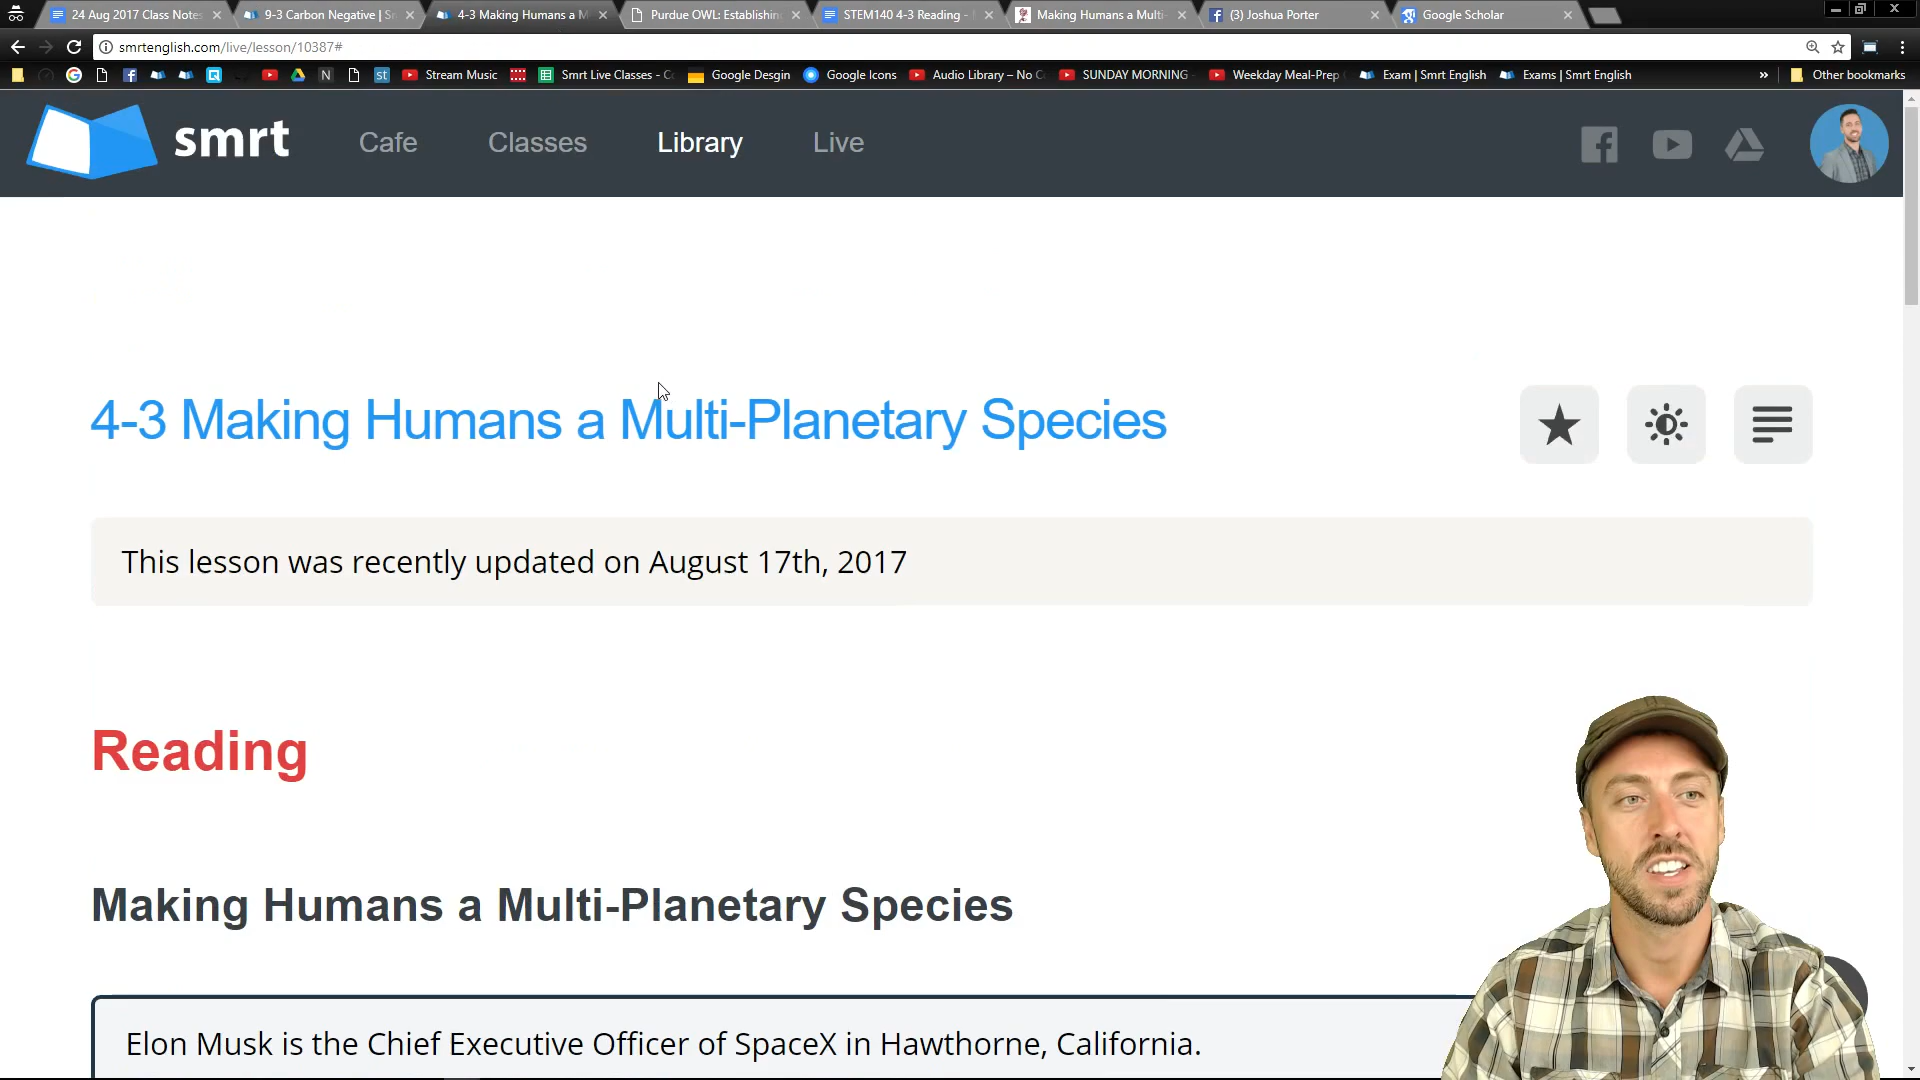 24 Aug 2017 Class Notes
9-3 Carbon Negative | S
4-3 Making Humans a M
Purdue OWL: Establishin
STEM140 4-3 Reading -
Making Humans a Multi-
(3) Joshua Porter
Google Scholar
smrtenglish.com/live/lesson/10387#
Stream Music
Smrt Live Classes - C
Google Desgin
Google Icons
Audio Library – No C
SUNDAY MORNING
Weekday Meal-Prep
Exam | Smrt English
Exams | Smrt English
»
Other bookmarks
smrt
Cafe
Classes
Library
Live
4-3 Making Humans a Multi-Planetary Species
This lesson was recently updated on August 17th, 2017
Reading
Making Humans a Multi-Planetary Species
Elon Musk is the Chief Executive Officer of SpaceX in Hawthorne, California.